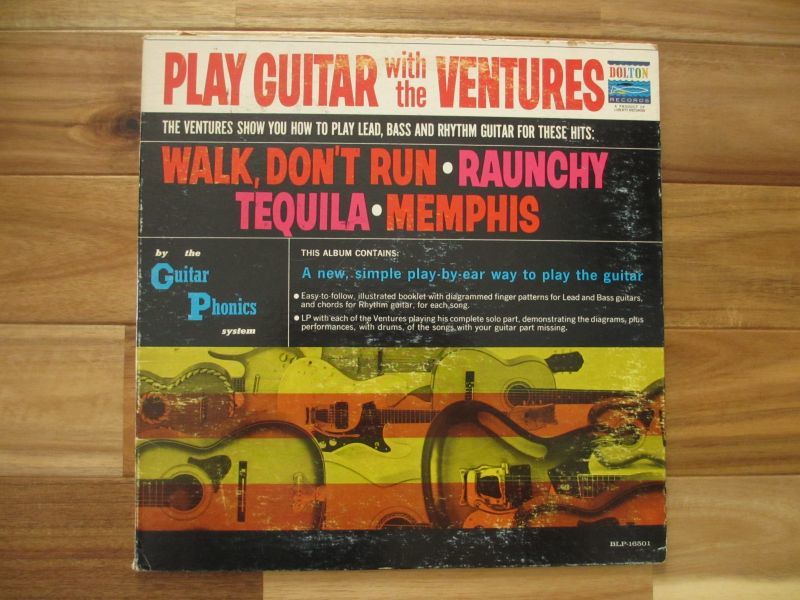 PLAY GUITAR with the VENTURES
DOLTON
RECORDS
A PRODUCT OF
LIBERTY RECORDS
THE VENTURES SHOW YOU HOW TO PLAY LEAD, BASS AND RHYTHM GUITAR FOR THESE HITS:
WALK, DON'T RUN • RAUNCHY
TEQUILA • MEMPHIS
by the
Guitar
Phonics
system
THIS ALBUM CONTAINS:
A new, simple play-by-ear way to play the guitar
• Easy-to-follow, illustrated booklet with diagrammed finger patterns for Lead and Bass guitars,
and chords for Rhythm guitar, for each song.
• LP with each of the Ventures playing his complete solo part, demonstrating the diagrams, plus
performances, with drums, of the songs with your guitar part missing.
BLP-16501